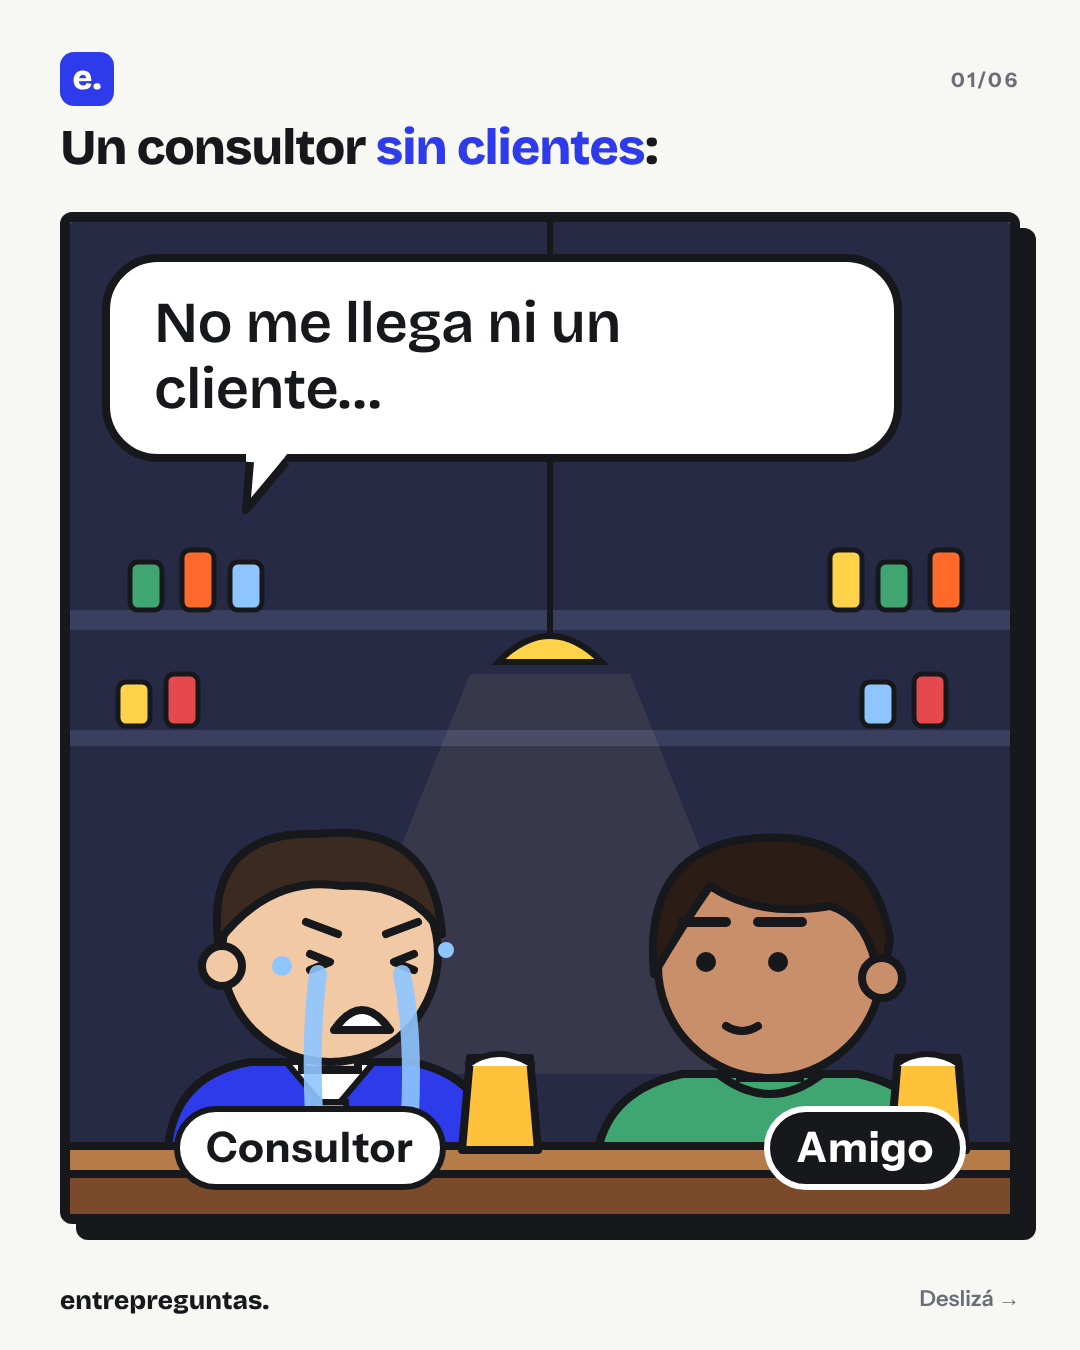 e.
01/06
Un consultor sin clientes:
No me llega ni un
cliente...
Consultor
Amigo
entrepreguntas.
Deslizá →